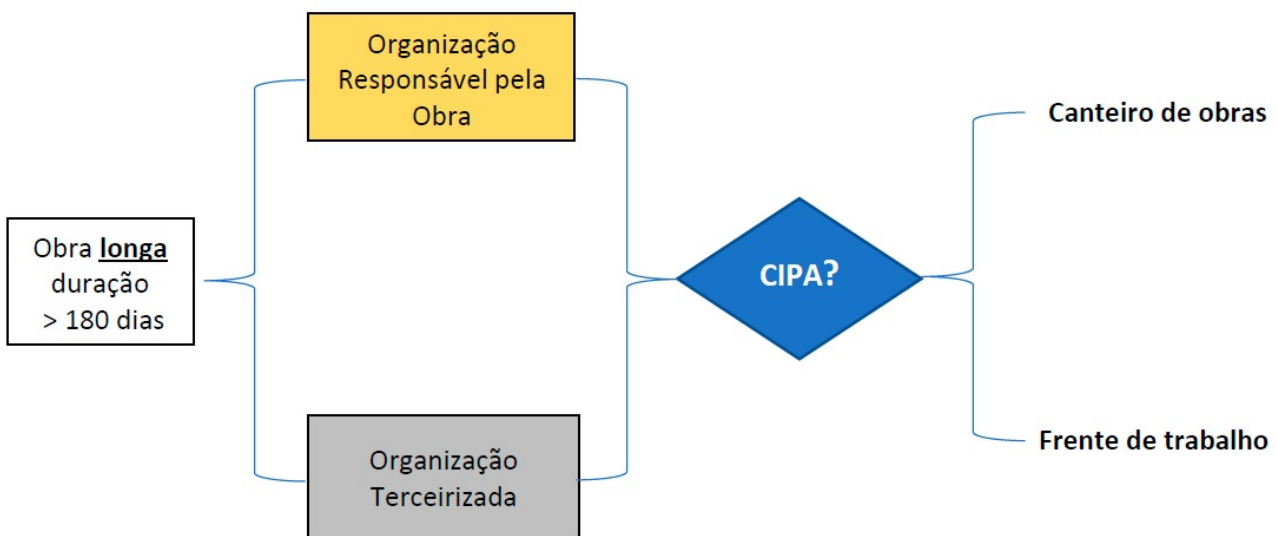 Organização
Responsável pela
Obra
Canteiro de obras
Obra longa
duração
> 180 dias
CIPA?
Organização
Terceirizada
Frente de trabalho